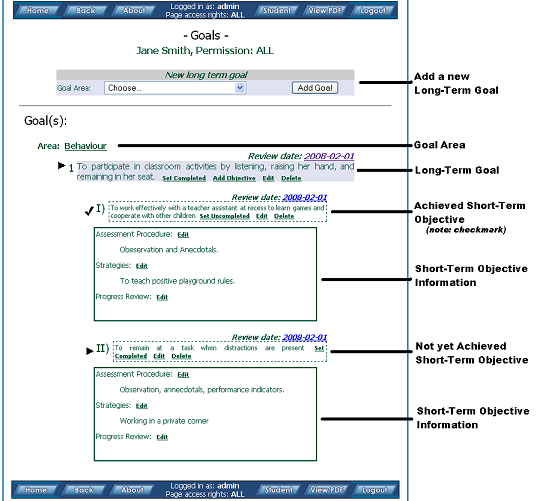 Home Back About Logged in as: admin Student View PDF Logout
Page access rights: ALL
- Goals -
Jane Smith, Permission: ALL
New long term goal
Goal Area: Choose... Add Goal
Add a new
Long-Term Goal
Goal(s):
Area: Behaviour
Goal Area
Review date: 2008-02-01
1 To participate in classroom activities by listening, raising her hand, and
remaining in her seat. Set Completed Add Objective Edit Delete
Long-Term Goal
Review date: 2008-02-01
I) To work effectively with a teacher assistant at recess to learn games and
cooperate with other children Set Uncompleted Edit Delete
Achieved Short-Term
Objective
(note: checkmark)
Assessment Procedure: Edit
Obeservation and Anecdotals.
Strategies: Edit
To teach positive playground rules.
Progress Review: Edit
Short-Term Objective
Information
Review date: 2008-02-01
II) To remain at a task when distractions are present Set
Completed Edit Delete
Not yet Achieved
Short-Term Objective
Assessment Procedure: Edit
Observation, annecdotals, performance indicators.
Strategies: Edit
Working in a private corner
Progress Review: Edit
Short-Term Objective
Information
Home Back About Logged in as: admin Student View PDF Logout
Page access rights: ALL